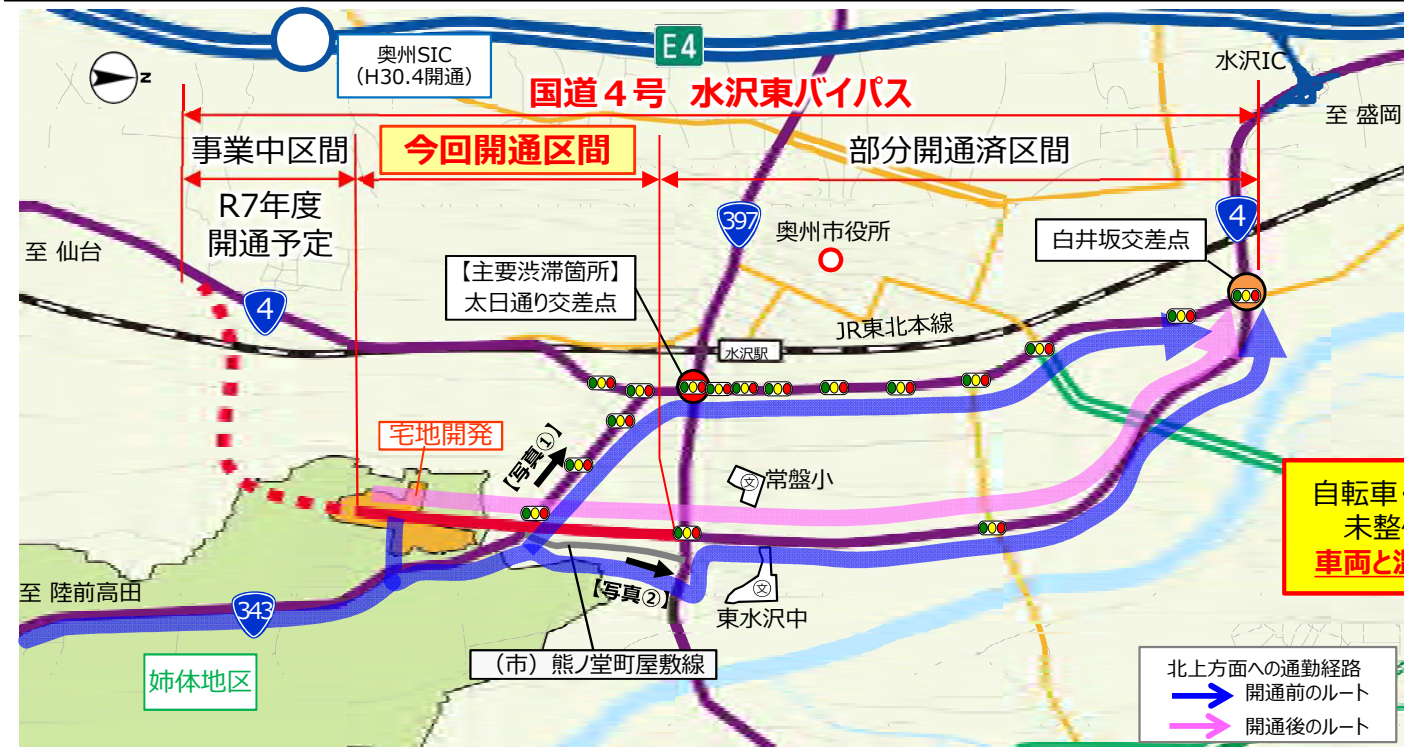 奥州SIC
(H30.4開通)
E4
水沢IC
N
国道4号 水沢東バイパス
至 盛岡
事業中区間
今回開通区間
部分開通済区間
R7年度
開通予定
397
奥州市役所
4
白井坂交差点
至 仙台
【主要渋滞箇所】
太日通り交差点
4
JR東北本線
水沢駅
宅地開発
【写真①】
文
常盤小
自転車・
未整
車両と
至 陸前高田
343
【写真②】
文
東水沢中
(市)熊ノ堂町屋敷線
姉体地区
北上方面への通勤経路
開通前のルート
開通後のルート